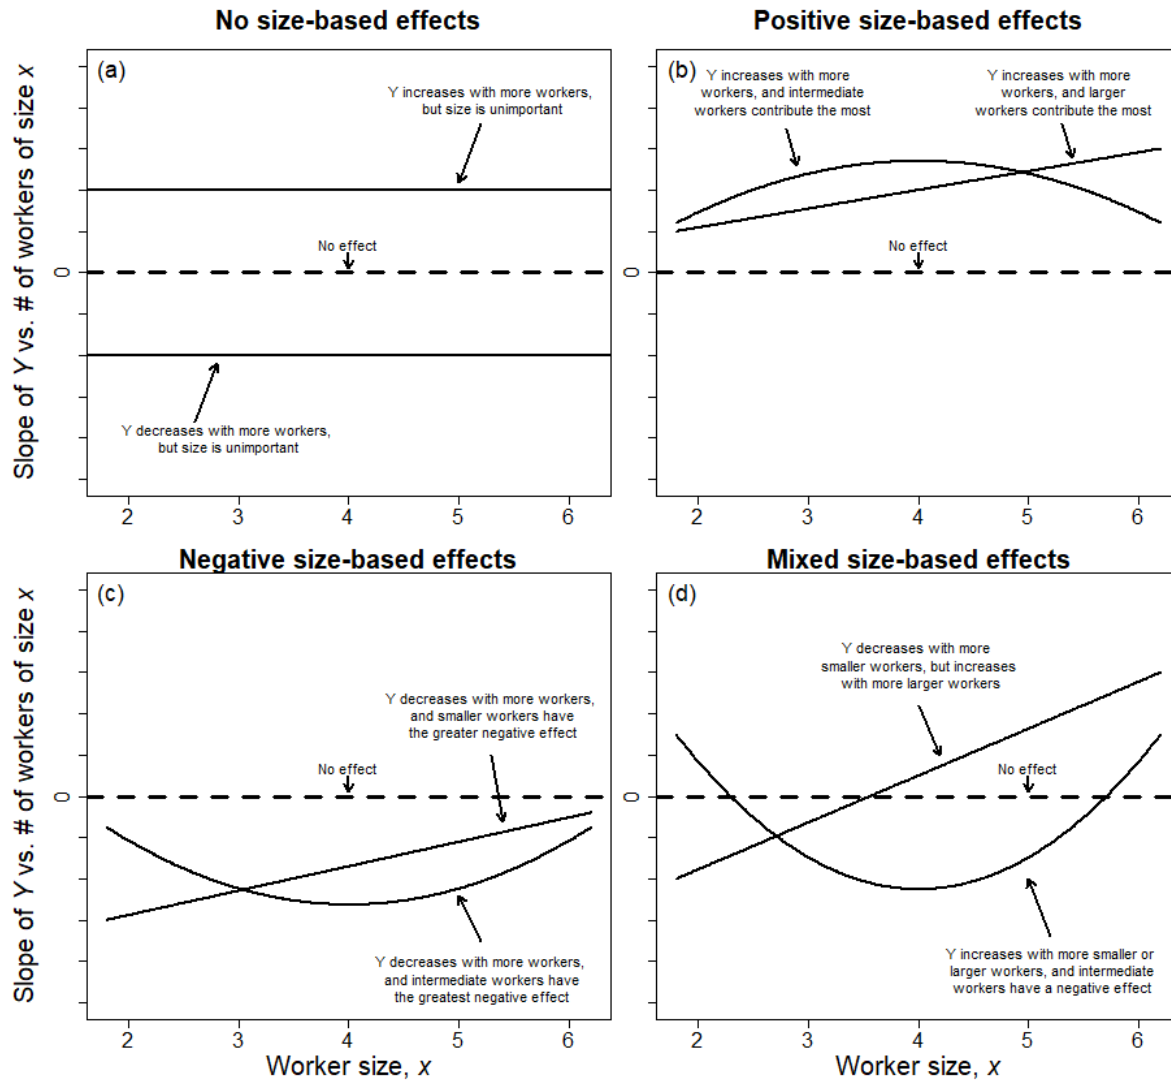 No size-based effects
Positive size-based effects
Slope of Y vs. # of workers of size x
(a)
Y increases with more workers,
but size is unimportant
No effect
0
Y decreases with more workers,
but size is unimportant
2 3 4 5 6
(b)
Y increases with more
workers, and intermediate
workers contribute the most
Y increases with more
workers, and larger
workers contribute the most
No effect
0
2 3 4 5 6
Negative size-based effects
Mixed size-based effects
Slope of Y vs. # of workers of size x
(c)
Y decreases with more workers,
and smaller workers have
the greater negative effect
No effect
0
Y decreases with more workers,
and intermediate workers have
the greatest negative effect
2 3 4 5 6
Worker size, x
(d)
Y decreases with more
smaller workers, but increases
with more larger workers
No effect
0
Y increases with more smaller or
larger workers, and intermediate
workers have a negative effect
2 3 4 5 6
Worker size, x